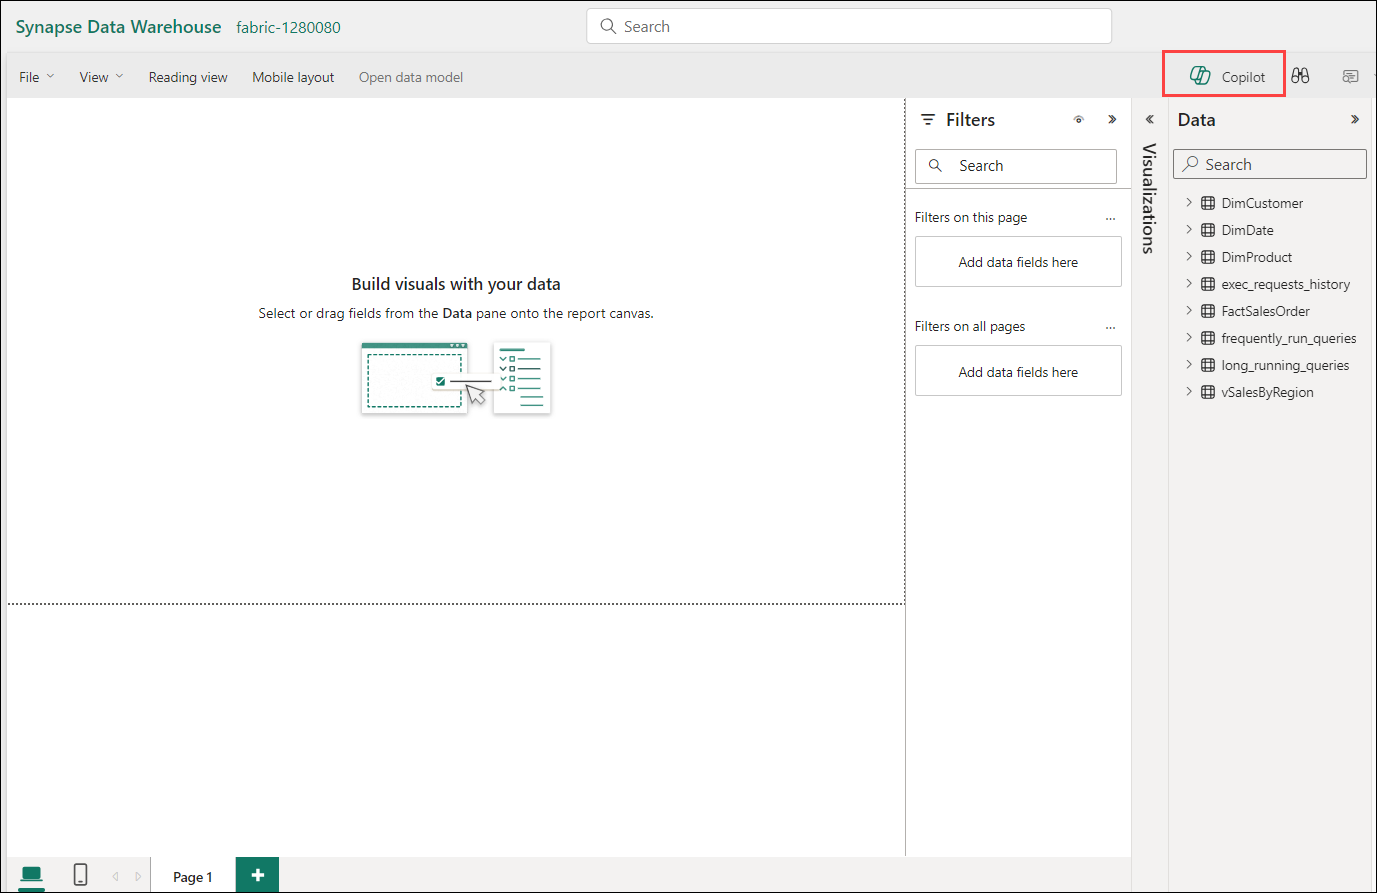 Synapse Data Warehouse fabric-1280080
Search
File View Reading view Mobile layout Open data model
Copilot
Build visuals with your data
Select or drag fields from the Data pane onto the report canvas.
Filters
Search
Filters on this page ...
Add data fields here
Filters on all pages ...
Add data fields here
Visualizations
Data
Search
DimCustomer
DimDate
DimProduct
exec_requests_history
FactSalesOrder
frequently_run_queries
long_running_queries
vSalesByRegion
Page 1